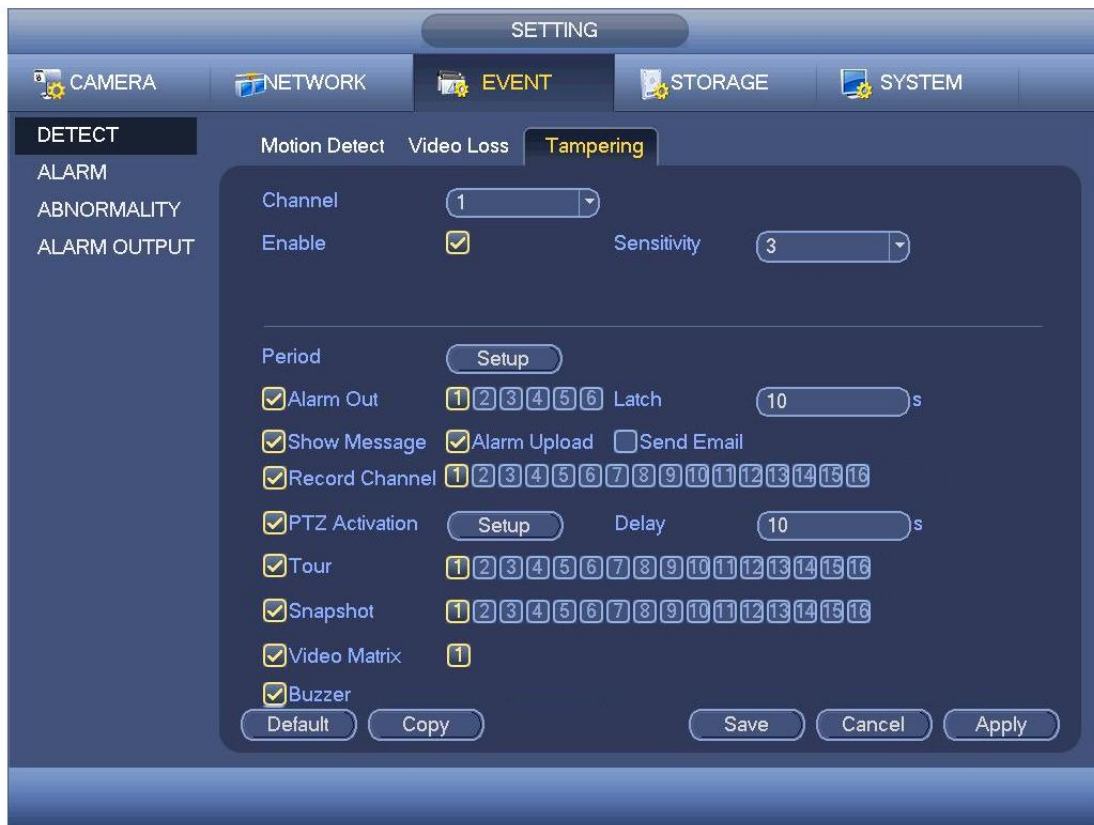 SETTING
CAMERA NETWORK EVENT STORAGE SYSTEM
DETECT
ALARM
ABNORMALITY
ALARM OUTPUT
Motion Detect Video Loss Tampering
Channel 1
Enable Sensitivity 3
Period Setup
Alarm Out 1 2 3 4 5 6 Latch 10 s
Show Message Alarm Upload Send Email
Record Channel 1 2 3 4 5 6 7 8 9 10 11 12 13 14 15 16
PTZ Activation Setup Delay 10 s
Tour 1 2 3 4 5 6 7 8 9 10 11 12 13 14 15 16
Snapshot 1 2 3 4 5 6 7 8 9 10 11 12 13 14 15 16
Video Matrix 1
Buzzer
Default Copy Save Cancel Apply